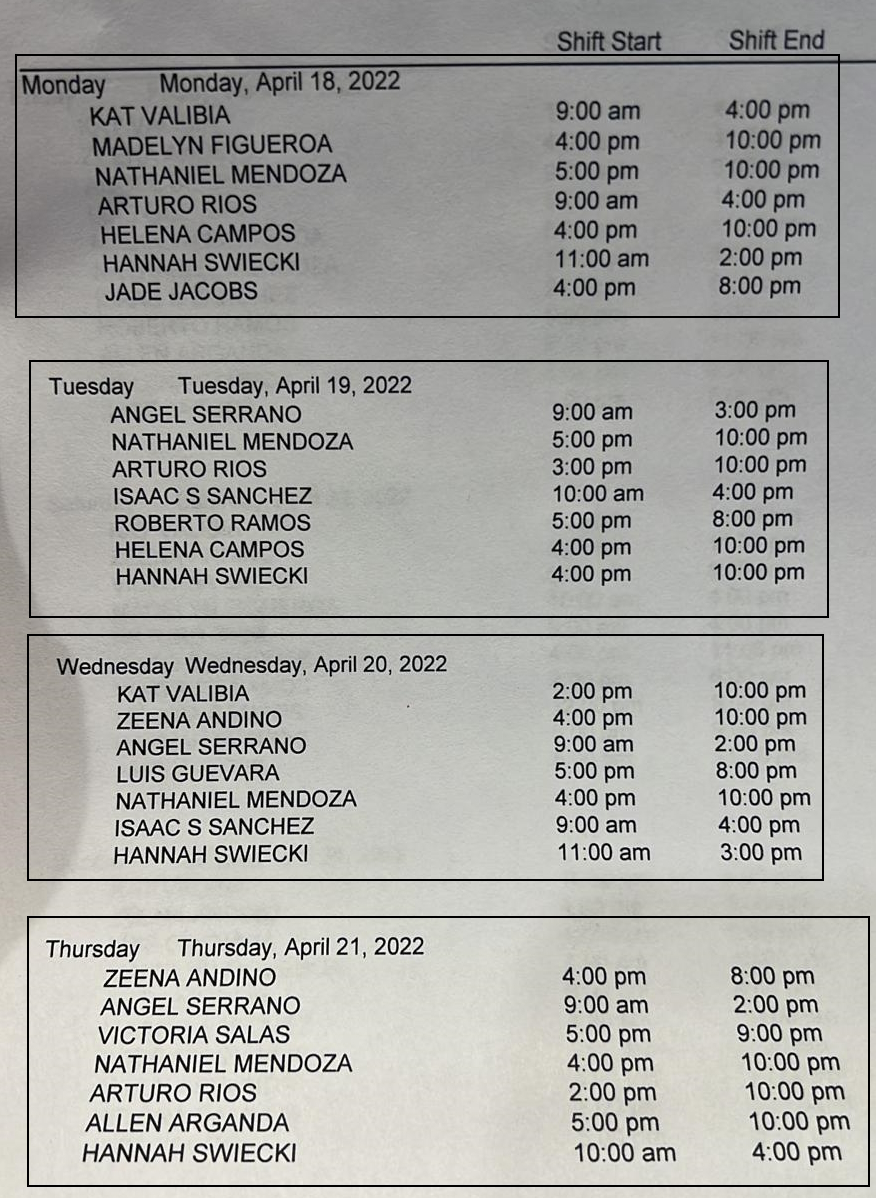 Shift Start Shift End
Monday Monday, April 18, 2022
KAT VALIBIA 9:00 am 4:00 pm
MADELYN FIGUEROA 4:00 pm 10:00 pm
NATHANIEL MENDOZA 5:00 pm 10:00 pm
ARTURO RIOS 9:00 am 4:00 pm
HELENA CAMPOS 4:00 pm 10:00 pm
HANNAH SWIECKI 11:00 am 2:00 pm
JADE JACOBS 4:00 pm 8:00 pm
Tuesday Tuesday, April 19, 2022
ANGEL SERRANO 9:00 am 3:00 pm
NATHANIEL MENDOZA 5:00 pm 10:00 pm
ARTURO RIOS 3:00 pm 10:00 pm
ISAAC S SANCHEZ 10:00 am 4:00 pm
ROBERTO RAMOS 5:00 pm 8:00 pm
HELENA CAMPOS 4:00 pm 10:00 pm
HANNAH SWIECKI 4:00 pm 10:00 pm
Wednesday Wednesday, April 20, 2022
KAT VALIBIA 2:00 pm 10:00 pm
ZEENA ANDINO 4:00 pm 10:00 pm
ANGEL SERRANO 9:00 am 2:00 pm
LUIS GUEVARA 5:00 pm 8:00 pm
NATHANIEL MENDOZA 4:00 pm 10:00 pm
ISAAC S SANCHEZ 9:00 am 4:00 pm
HANNAH SWIECKI 11:00 am 3:00 pm
Thursday Thursday, April 21, 2022
ZEENA ANDINO 4:00 pm 8:00 pm
ANGEL SERRANO 9:00 am 2:00 pm
VICTORIA SALAS 5:00 pm 9:00 pm
NATHANIEL MENDOZA 4:00 pm 10:00 pm
ARTURO RIOS 2:00 pm 10:00 pm
ALLEN ARGANDA 5:00 pm 10:00 pm
HANNAH SWIECKI 10:00 am 4:00 pm